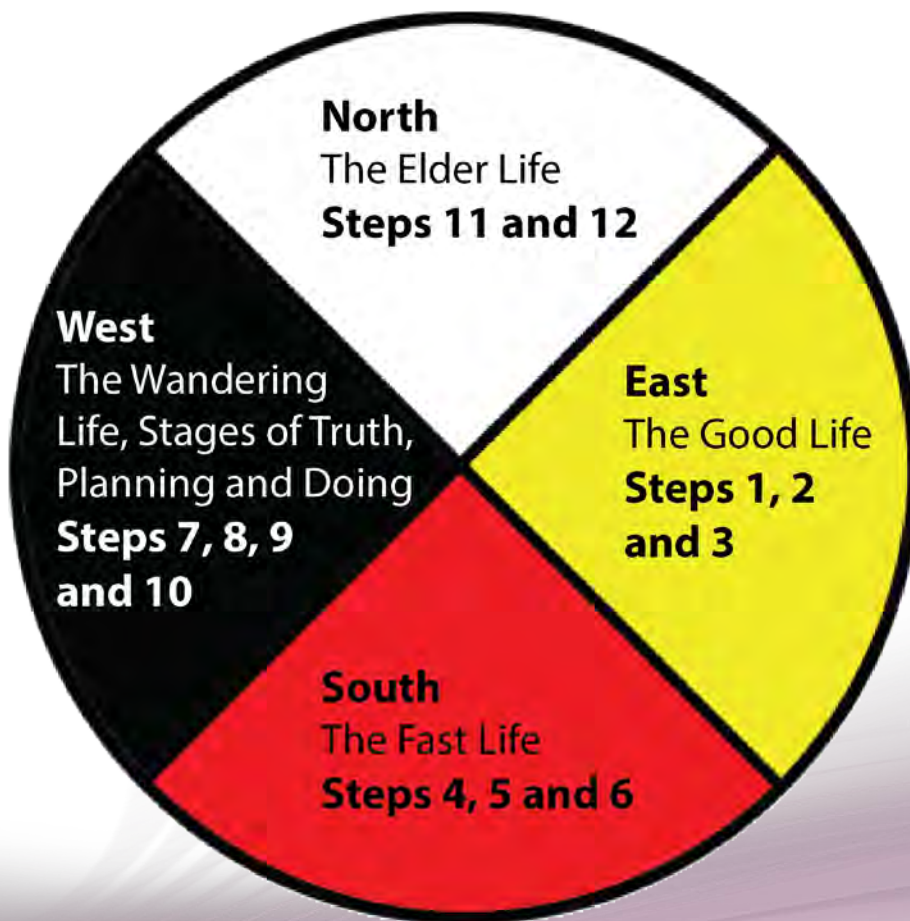 North
The Elder Life
Steps 11 and 12
West
The Wandering
Life, Stages of Truth,
Planning and Doing
Steps 7, 8, 9
and 10
East
The Good Life
Steps 1, 2
and 3
South
The Fast Life
Steps 4, 5 and 6